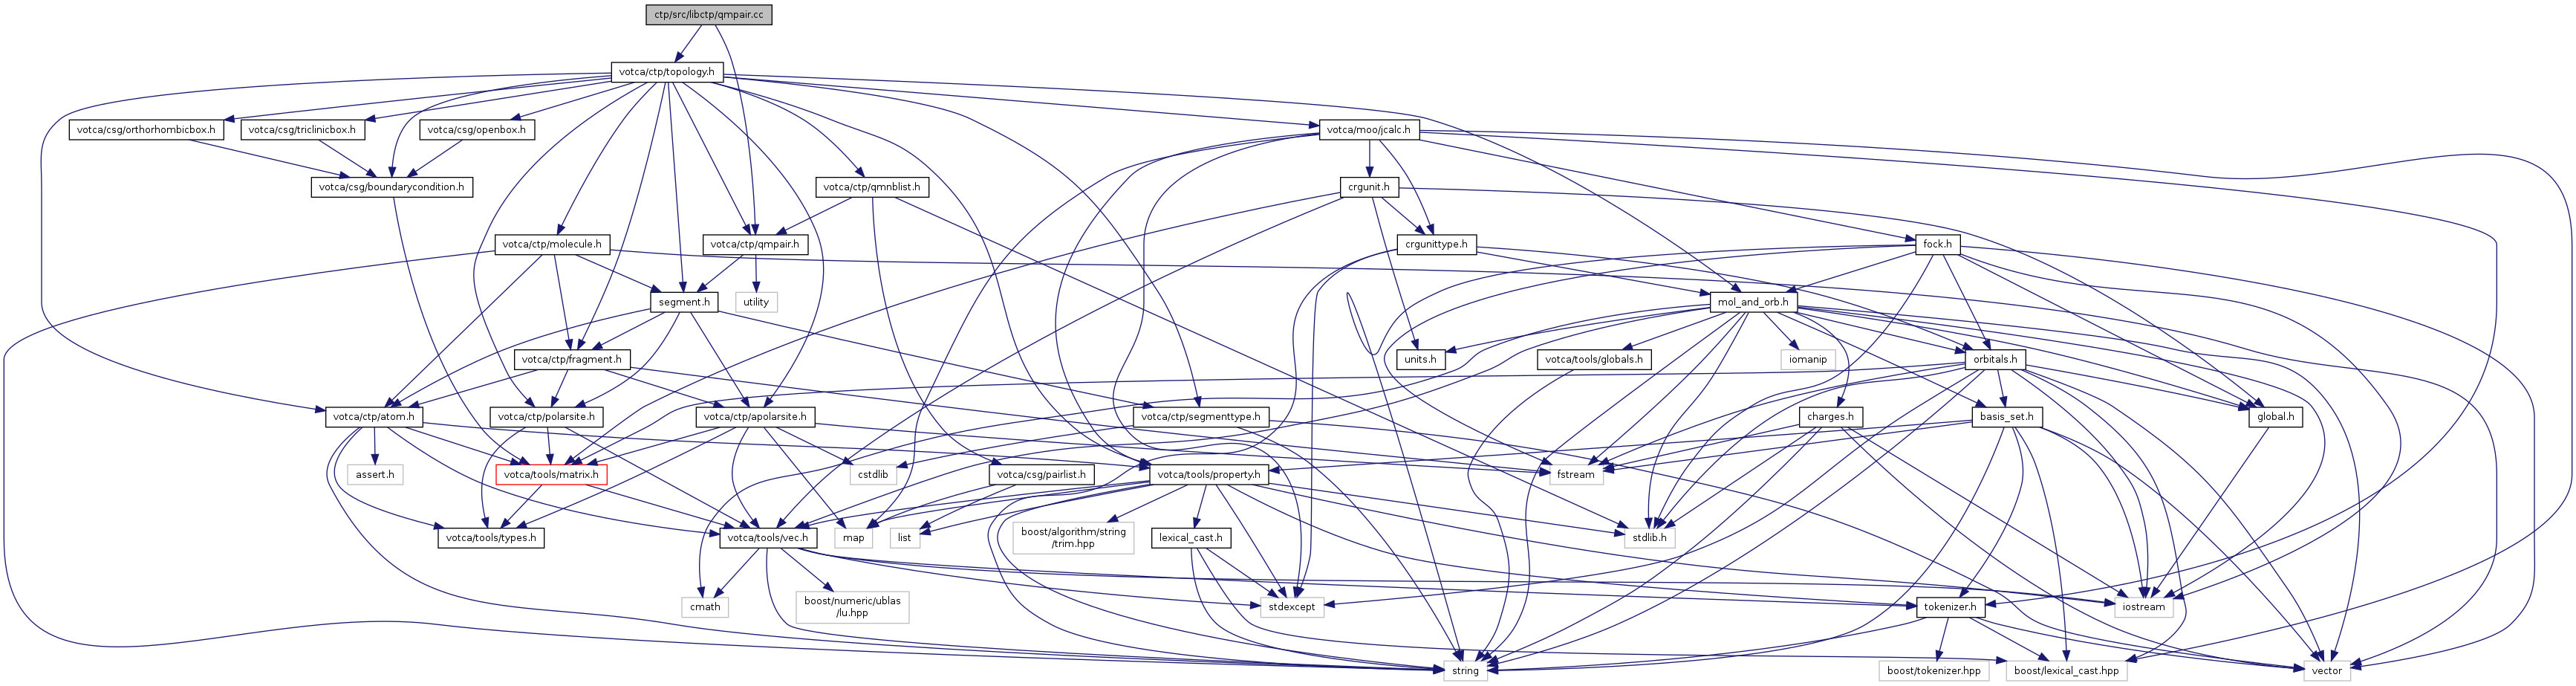 ctp/src/libctp/qmpair.cc
votca/ctp/topology.h
votca/csg/orthorhombicbox.h
votca/csg/triclinicbox.h
votca/csg/openbox.h
votca/moo/jcalc.h
votca/csg/boundarycondition.h
votca/ctp/qmnblist.h
crgunit.h
votca/ctp/molecule.h
votca/ctp/qmpair.h
crgunittype.h
fock.h
segment.h
utility
mol_and_orb.h
votca/ctp/fragment.h
units.h
votca/tools/globals.h
iomanip
orbitals.h
votca/ctp/atom.h
votca/ctp/polarsite.h
votca/ctp/apolarsite.h
votca/ctp/segmenttype.h
charges.h
basis_set.h
global.h
assert.h
votca/tools/matrix.h
cstdlib
votca/csg/pairlist.h
votca/tools/property.h
fstream
votca/tools/types.h
votca/tools/vec.h
map
list
boost/algorithm/string
/trim.hpp
lexical_cast.h
stdlib.h
cmath
boost/numeric/ublas
/lu.hpp
stdexcept
tokenizer.h
iostream
string
boost/tokenizer.hpp
boost/lexical_cast.hpp
vector